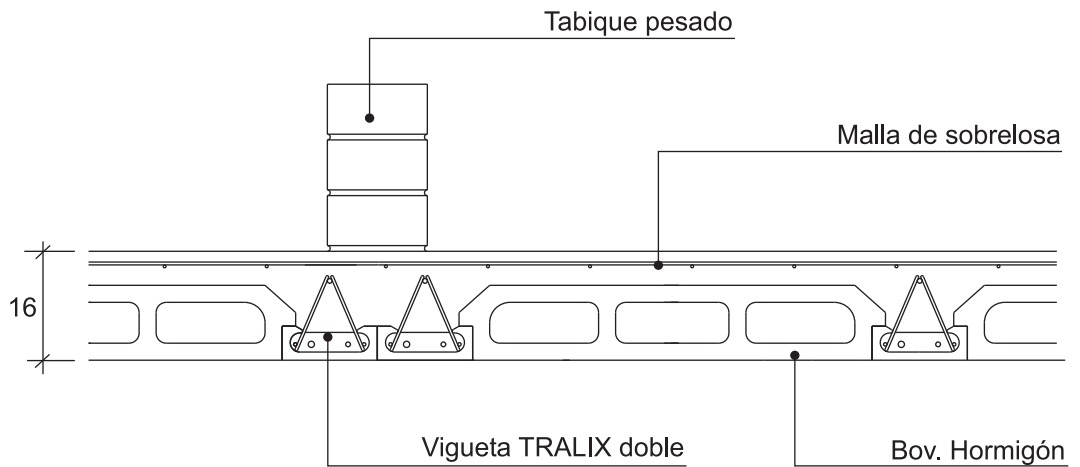 Tabique pesado
Malla de sobrelosa
16
Vigueta TRALIX doble
Bov. Hormigón